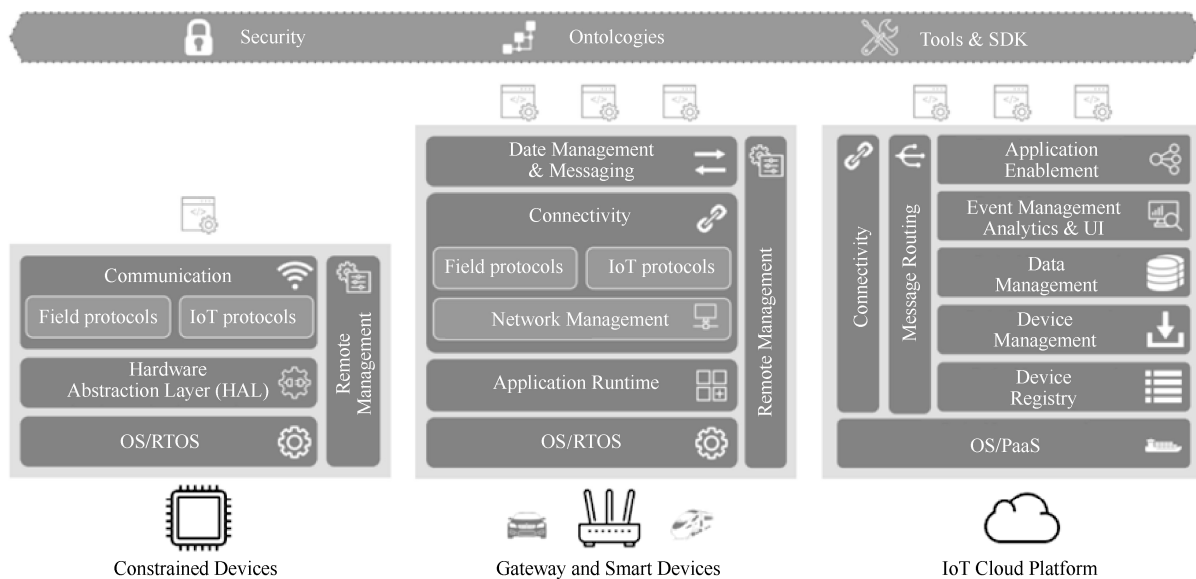 Security
Ontolcogies
Tools & SDK
Communication
Field protocols
IoT protocols
Hardware
Abstraction Layer (HAL)
OS/RTOS
Remote
Management
Constrained Devices
Date Management
& Messaging
Connectivity
Field protocols
IoT protocols
Network Management
Application Runtime
OS/RTOS
Remote Management
Gateway and Smart Devices
Connectivity
Message Routing
Application
Enablement
Event Management
Analytics & UI
Data
Management
Device
Management
Device
Registry
OS/PaaS
IoT Cloud Platform